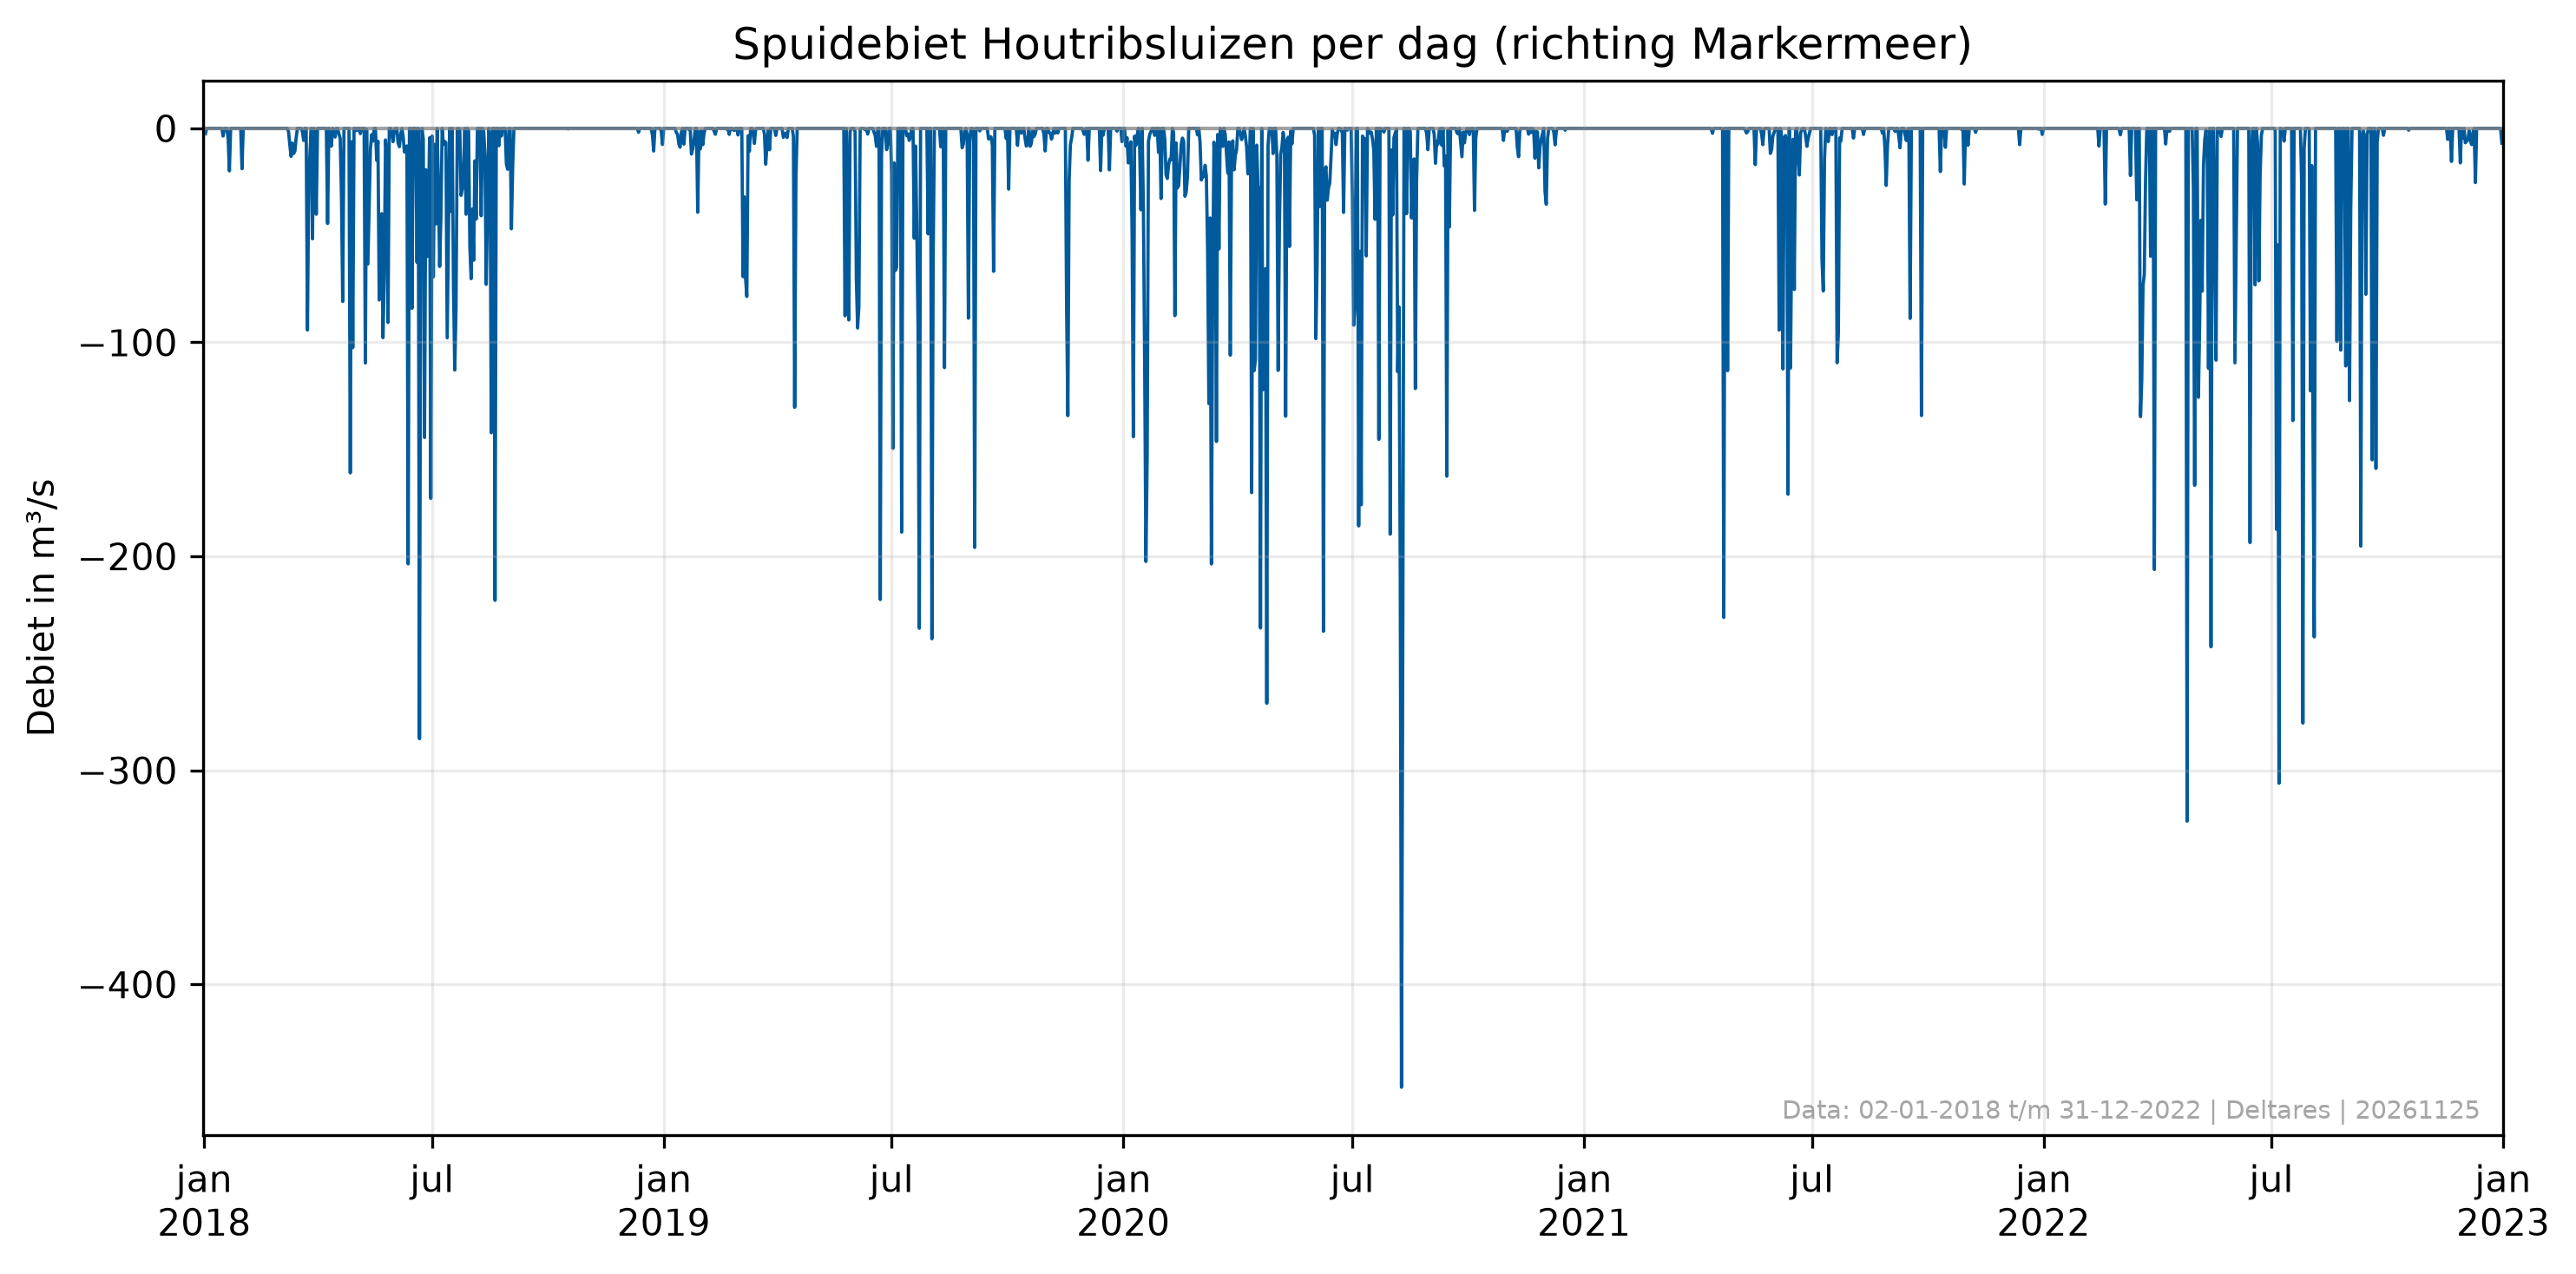 Spuidebiet Houtribsluizen per dag (richting Markermeer)
Debiet in m³/s
0
−100
−200
−300
−400
Data: 02-01-2018 t/m 31-12-2022 | Deltares | 20261125
jan jul jan jul jan jul jan jul jan jul jan
2018 2019 2020 2021 2022 2023